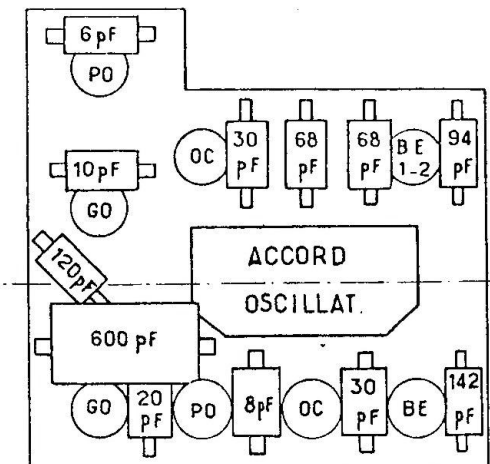 6 pF
PO
10 pF
GO
OC
30
pF
68
pF
68
pF
BE
1-2
94
pF
120pF
ACCORD
OSCILLAT.
600 pF
GO
20
pF
PO
8pF
OC
30
pF
BE
142
pF